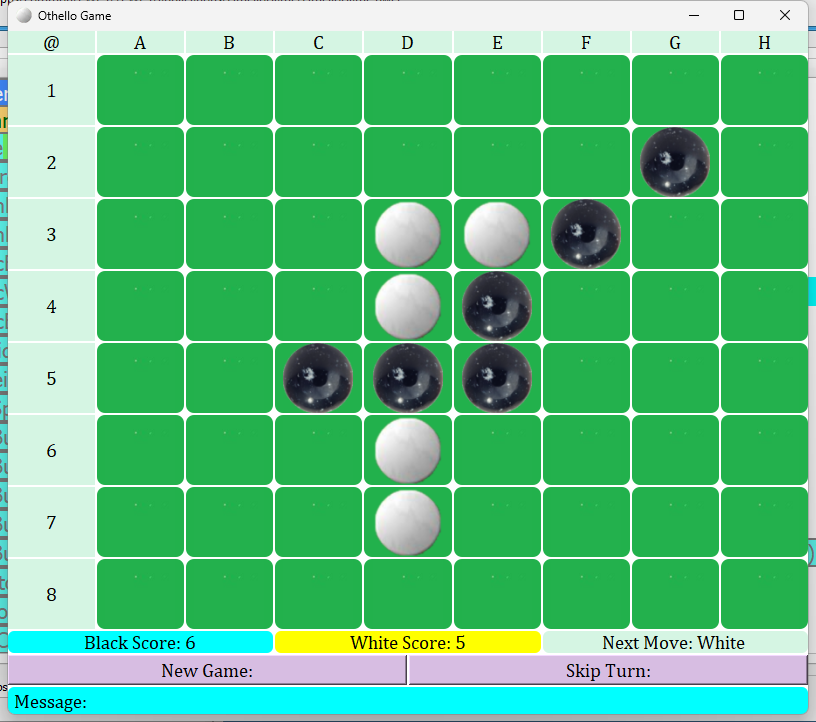 Othello Game
@ A B C D E F G H
1
2
3
4
5
6
7
8
Black Score: 6 White Score: 5 Next Move: White
New Game: Skip Turn:
Message: